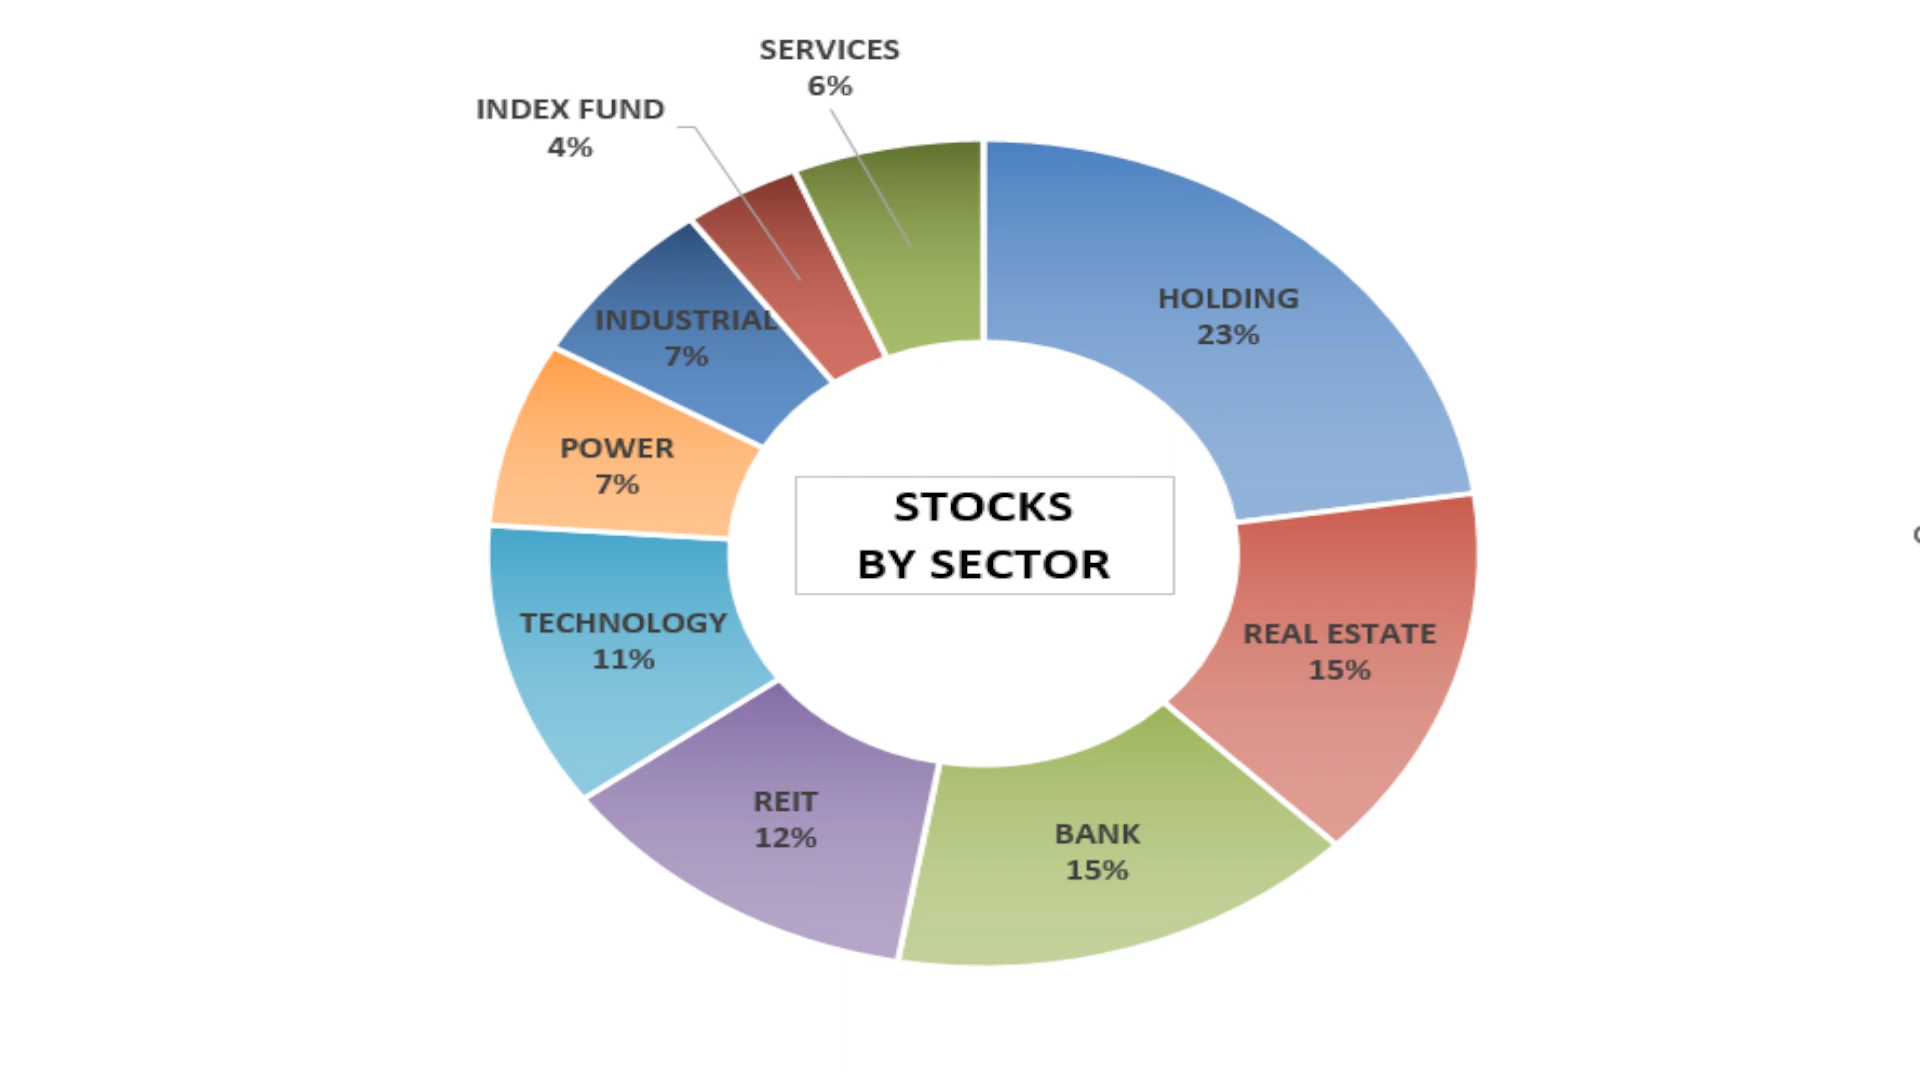 SERVICES
6%
INDEX FUND
4%
HOLDING
23%
INDUSTRIAL
7%
POWER
7%
STOCKS
BY SECTOR
TECHNOLOGY
11%
REAL ESTATE
15%
REIT
12%
BANK
15%